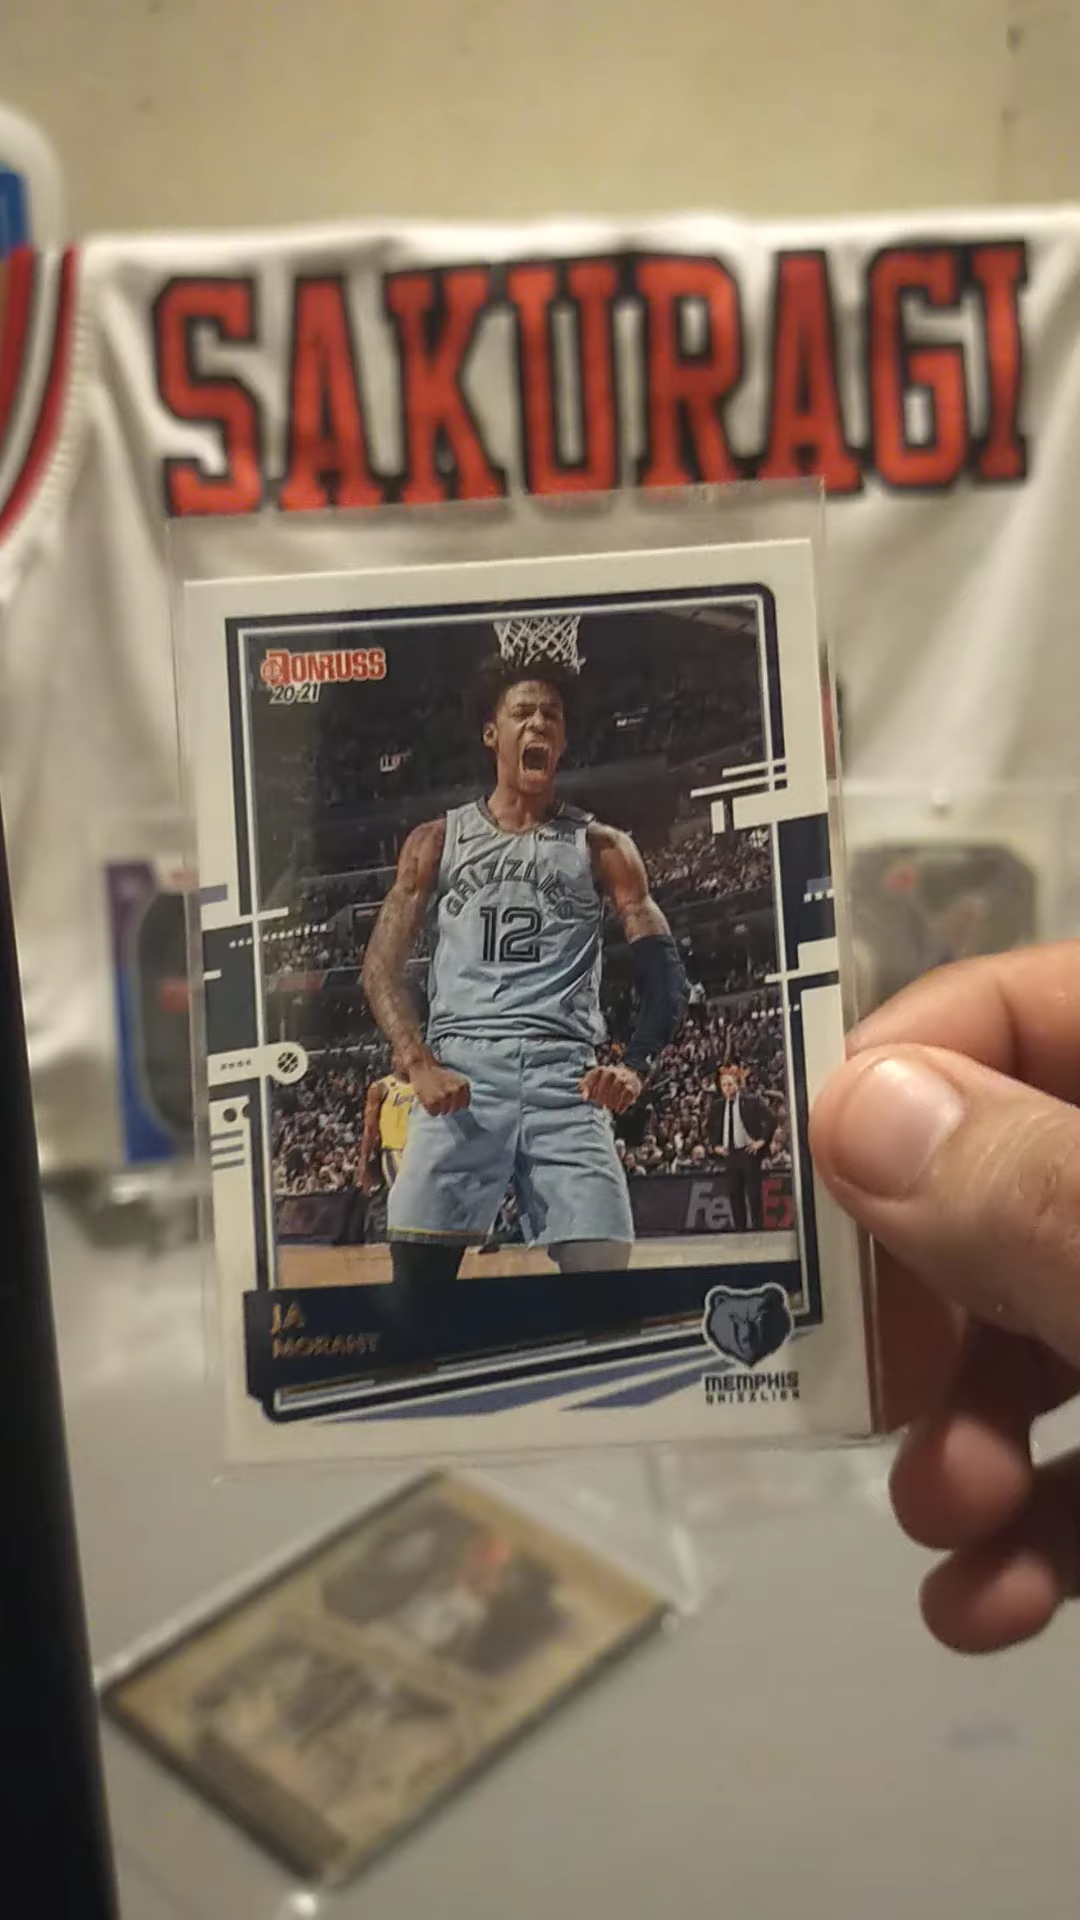 SAKURAGI
DONRUSS
20-21
GRIZZLIES
12
JA
MORANT
MEMPHIS
GRIZZLIES